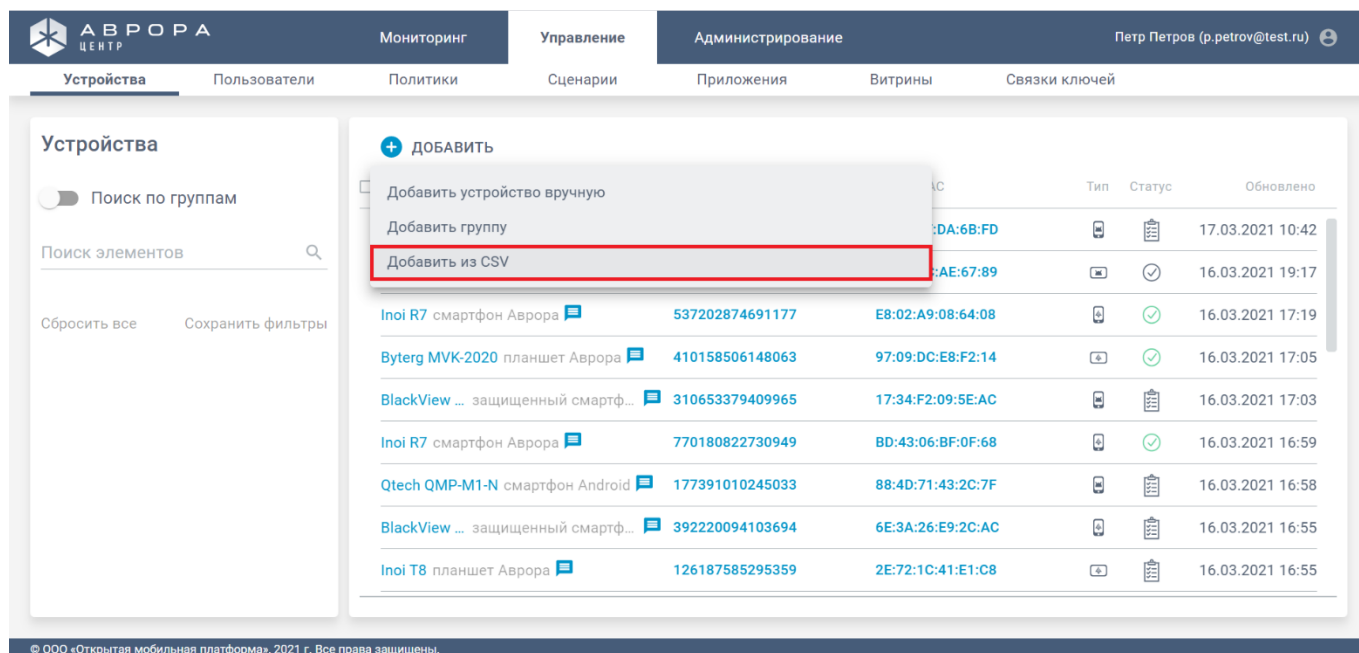 АВРОРА
ЦЕНТР
Мониторинг Управление Администрирование Петр Петров (p.petrov@test.ru)
Устройства Пользователи Политики Сценарии Приложения Витрины Связки ключей
Устройства
Поиск по группам
Поиск элементов
Сбросить все Сохранить фильтры
ДОБАВИТЬ
Добавить устройство вручную
Добавить группу
Добавить из CSV
АС Тип Статус Обновлено
:DA:6B:FD 17.03.2021 10:42
:AE:67:89 16.03.2021 19:17
Inoi R7 смартфон Аврора 537202874691177 E8:02:A9:08:64:08 16.03.2021 17:19
Byterg MVK-2020 планшет Аврора 410158506148063 97:09:DC:E8:F2:14 16.03.2021 17:05
BlackView ... защищенный смартф... 310653379409965 17:34:F2:09:5E:AC 16.03.2021 17:03
Inoi R7 смартфон Аврора 770180822730949 BD:43:06:BF:0F:68 16.03.2021 16:59
Qtech QMP-M1-N смартфон Android 177391010245033 88:4D:71:43:2C:7F 16.03.2021 16:58
BlackView ... защищенный смартф... 392220094103694 6E:3A:26:E9:2C:AC 16.03.2021 16:55
Inoi T8 планшет Аврора 126187585295359 2E:72:1C:41:E1:C8 16.03.2021 16:55
© ООО «Открытая мобильная платформа», 2021 г. Все права защищены.